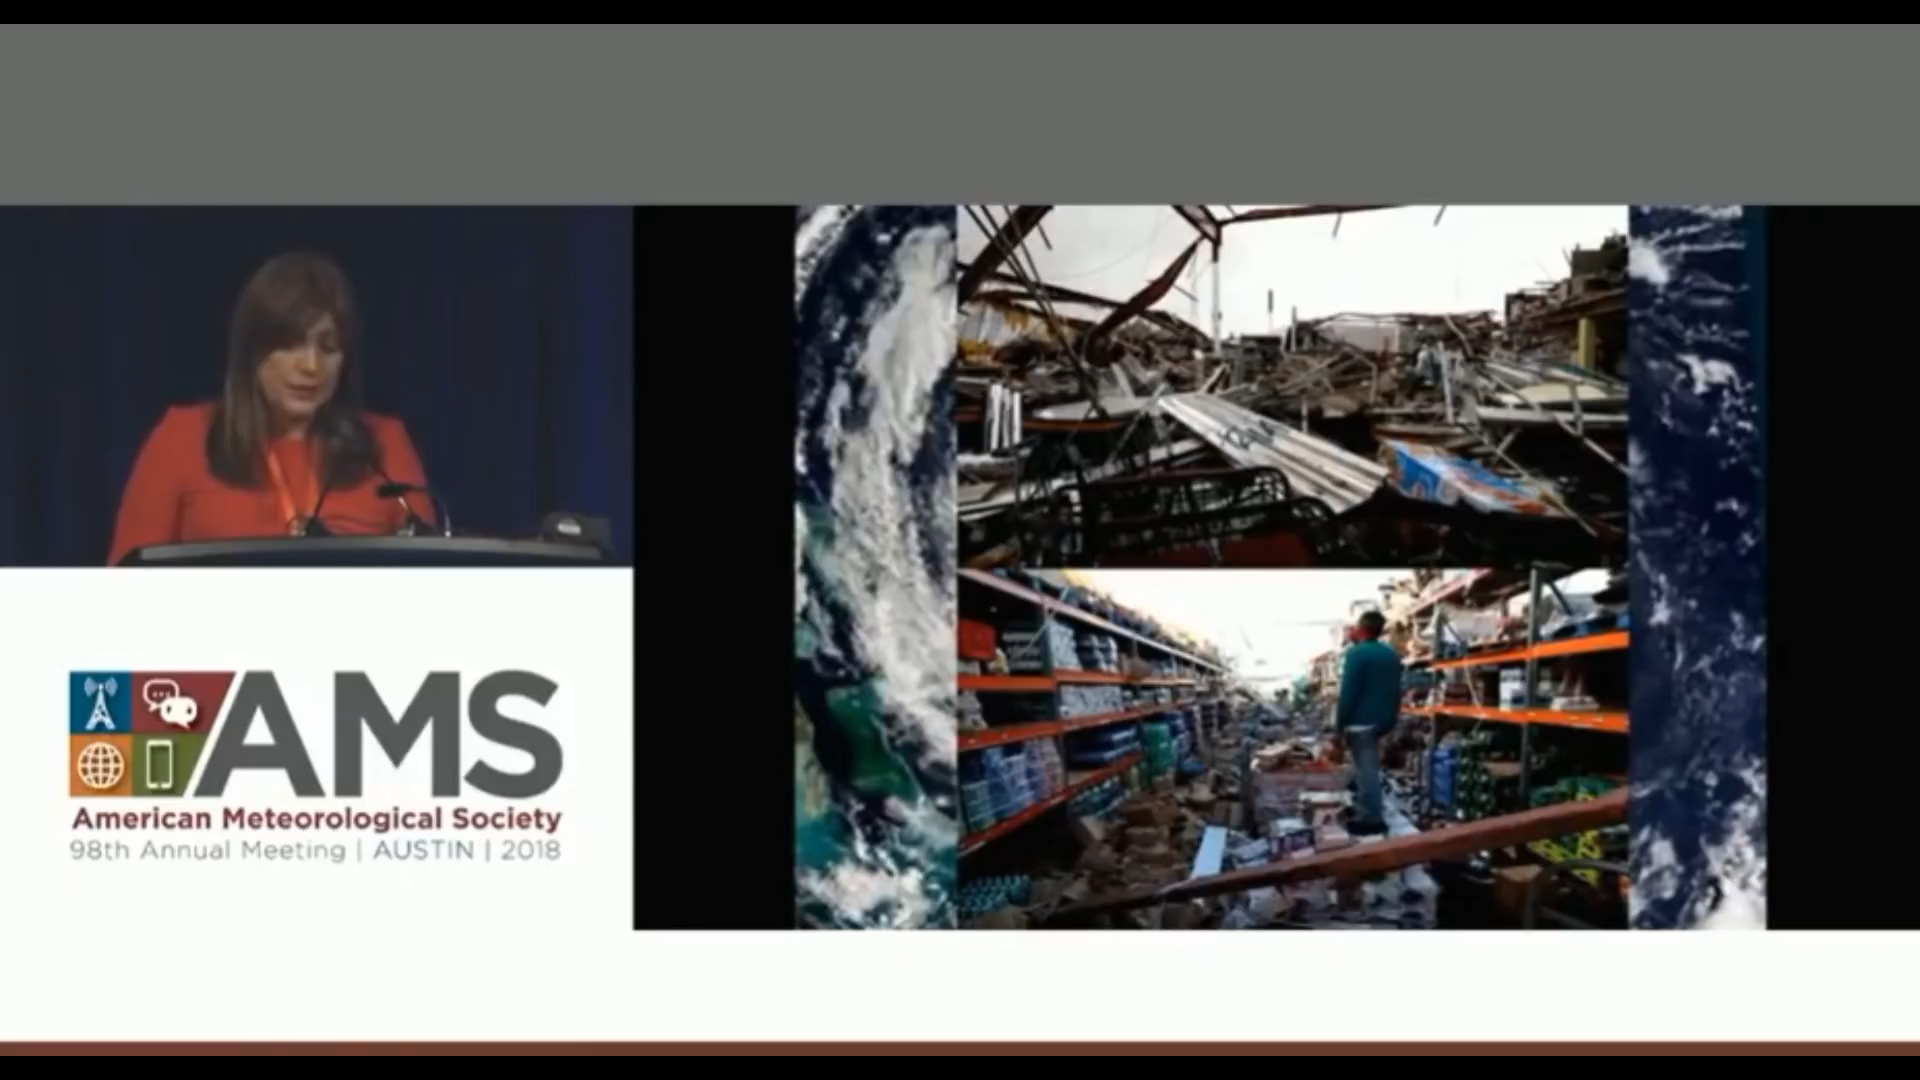 AMS
American Meteorological Society
98th Annual Meeting | AUSTIN | 2018